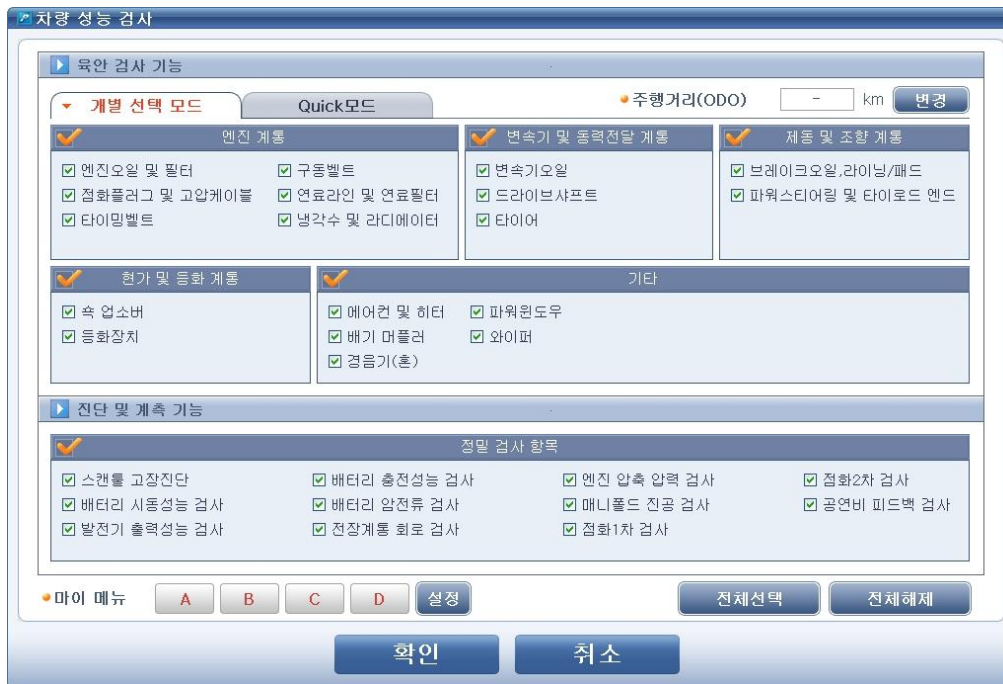 차량 성능 검사
육안 검사 기능
개별 선택 모드
Quick모드
주행거리(ODO) - km 변경
엔진 계통
엔진오일 및 필터
구동벨트
점화플러그 및 고압케이블
연료라인 및 연료필터
타이밍벨트
냉각수 및 라디에이터
변속기 및 동력전달 계통
변속기오일
드라이브샤프트
타이어
제동 및 조향 계통
브레이크오일,라이닝/패드
파워스티어링 및 타이로드 엔드
현가 및 등화 계통
쇽 업소버
등화장치
기타
에어컨 및 히터
파워윈도우
배기 머플러
와이퍼
경음기(혼)
진단 및 계측 기능
정밀 검사 항목
스캔툴 고장진단
배터리 충전성능 검사
엔진 압축 압력 검사
점화2차 검사
배터리 시동성능 검사
배터리 암전류 검사
매니폴드 진공 검사
공연비 피드백 검사
발전기 출력성능 검사
전장계통 회로 검사
점화1차 검사
마이 메뉴 A B C D 설정
전체선택 전체해제
확인 취소